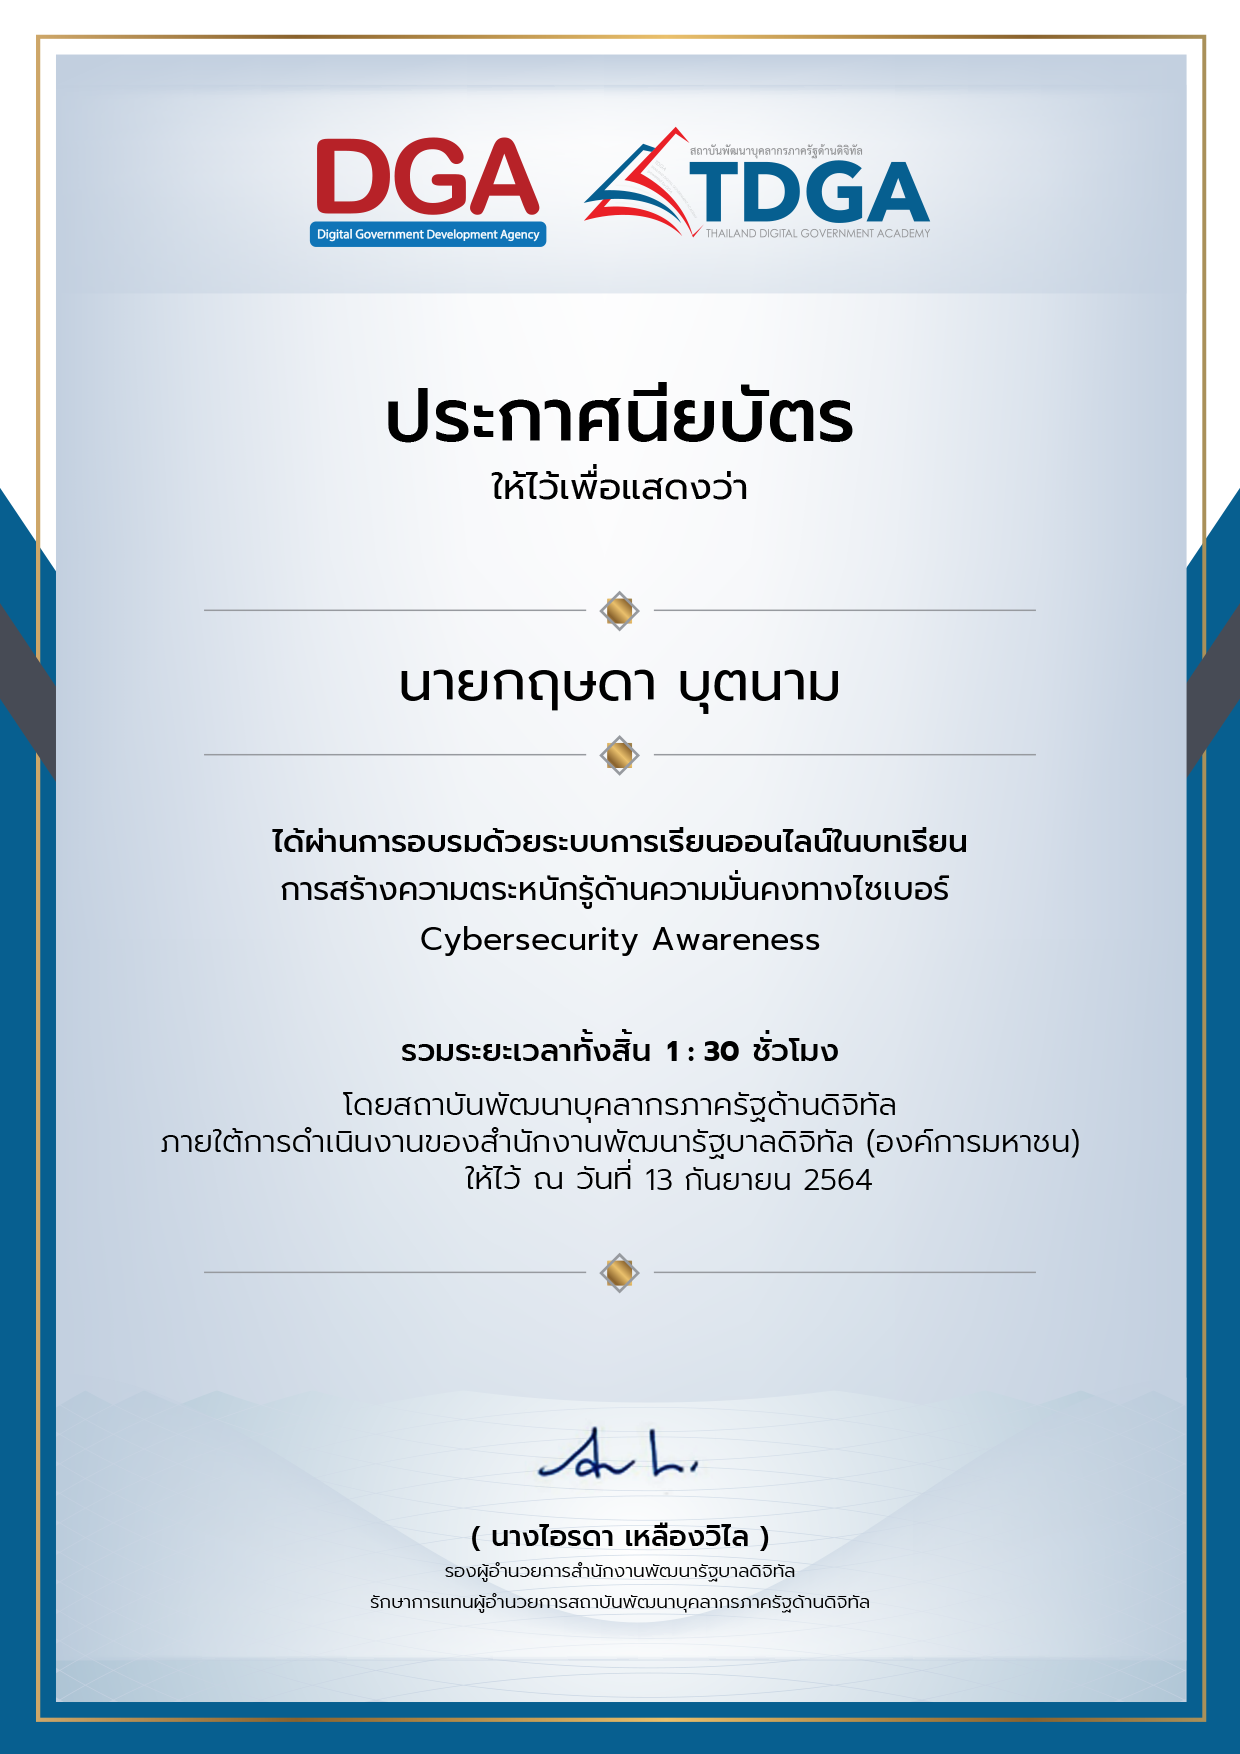 DGA
Digital Government Development Agency
สถาบันพัฒนาบุคลากรภาครัฐด้านดิจิทัล
TDGA
THAILAND DIGITAL GOVERNMENT ACADEMY
ประกาศนียบัตร
ให้ไว้เพื่อแสดงว่า
นายกฤษดา บุตนาม
ได้ผ่านการอบรมด้วยระบบการเรียนออนไลน์ในบทเรียน
การสร้างความตระหนักรู้ด้านความมั่นคงทางไซเบอร์
Cybersecurity Awareness
รวมระยะเวลาทั้งสิ้น 1 : 30 ชั่วโมง
โดยสถาบันพัฒนาบุคลากรภาครัฐด้านดิจิทัล
ภายใต้การดำเนินงานของสำนักงานพัฒนารัฐบาลดิจิทัล (องค์การมหาชน)
ให้ไว้ ณ วันที่ 13 กันยายน 2564
( นางไอรดา เหลืองวิไล )
รองผู้อำนวยการสำนักงานพัฒนารัฐบาลดิจิทัล
รักษาการแทนผู้อำนวยการสถาบันพัฒนาบุคลากรภาครัฐด้านดิจิทัล